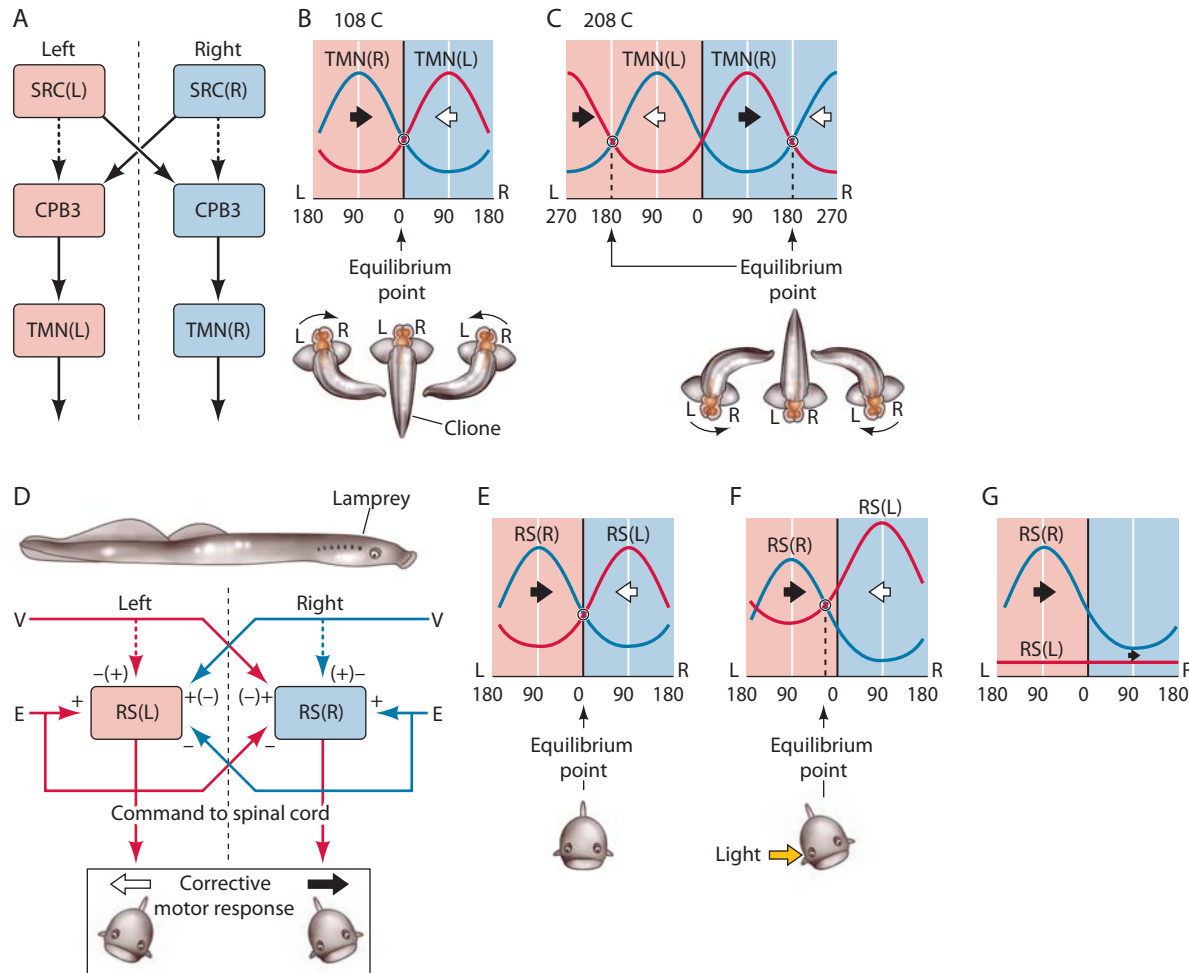 A
Left
Right
SRC(L)
SRC(R)
CPB3
CPB3
TMN(L)
TMN(R)
B
108 C
TMN(R)
TMN(L)
L
R
180
90
0
90
180
Equilibrium
point
L
R
L
R
L
R
Clione
C
208 C
TMN(L)
TMN(R)
L
R
270
180
90
0
90
180
270
Equilibrium
point
L
R
L
R
L
R
D
Lamprey
Left
Right
V
V
−(+)
(+)−
+
+(−)
(−)+
+
E
RS(L)
RS(R)
E
−
−
Command to spinal cord
Corrective
motor response
E
RS(R)
RS(L)
L
R
180
90
0
90
180
Equilibrium
point
F
RS(L)
RS(R)
L
R
180
90
0
90
180
Equilibrium
point
Light
G
RS(R)
RS(L)
L
R
180
90
0
90
180